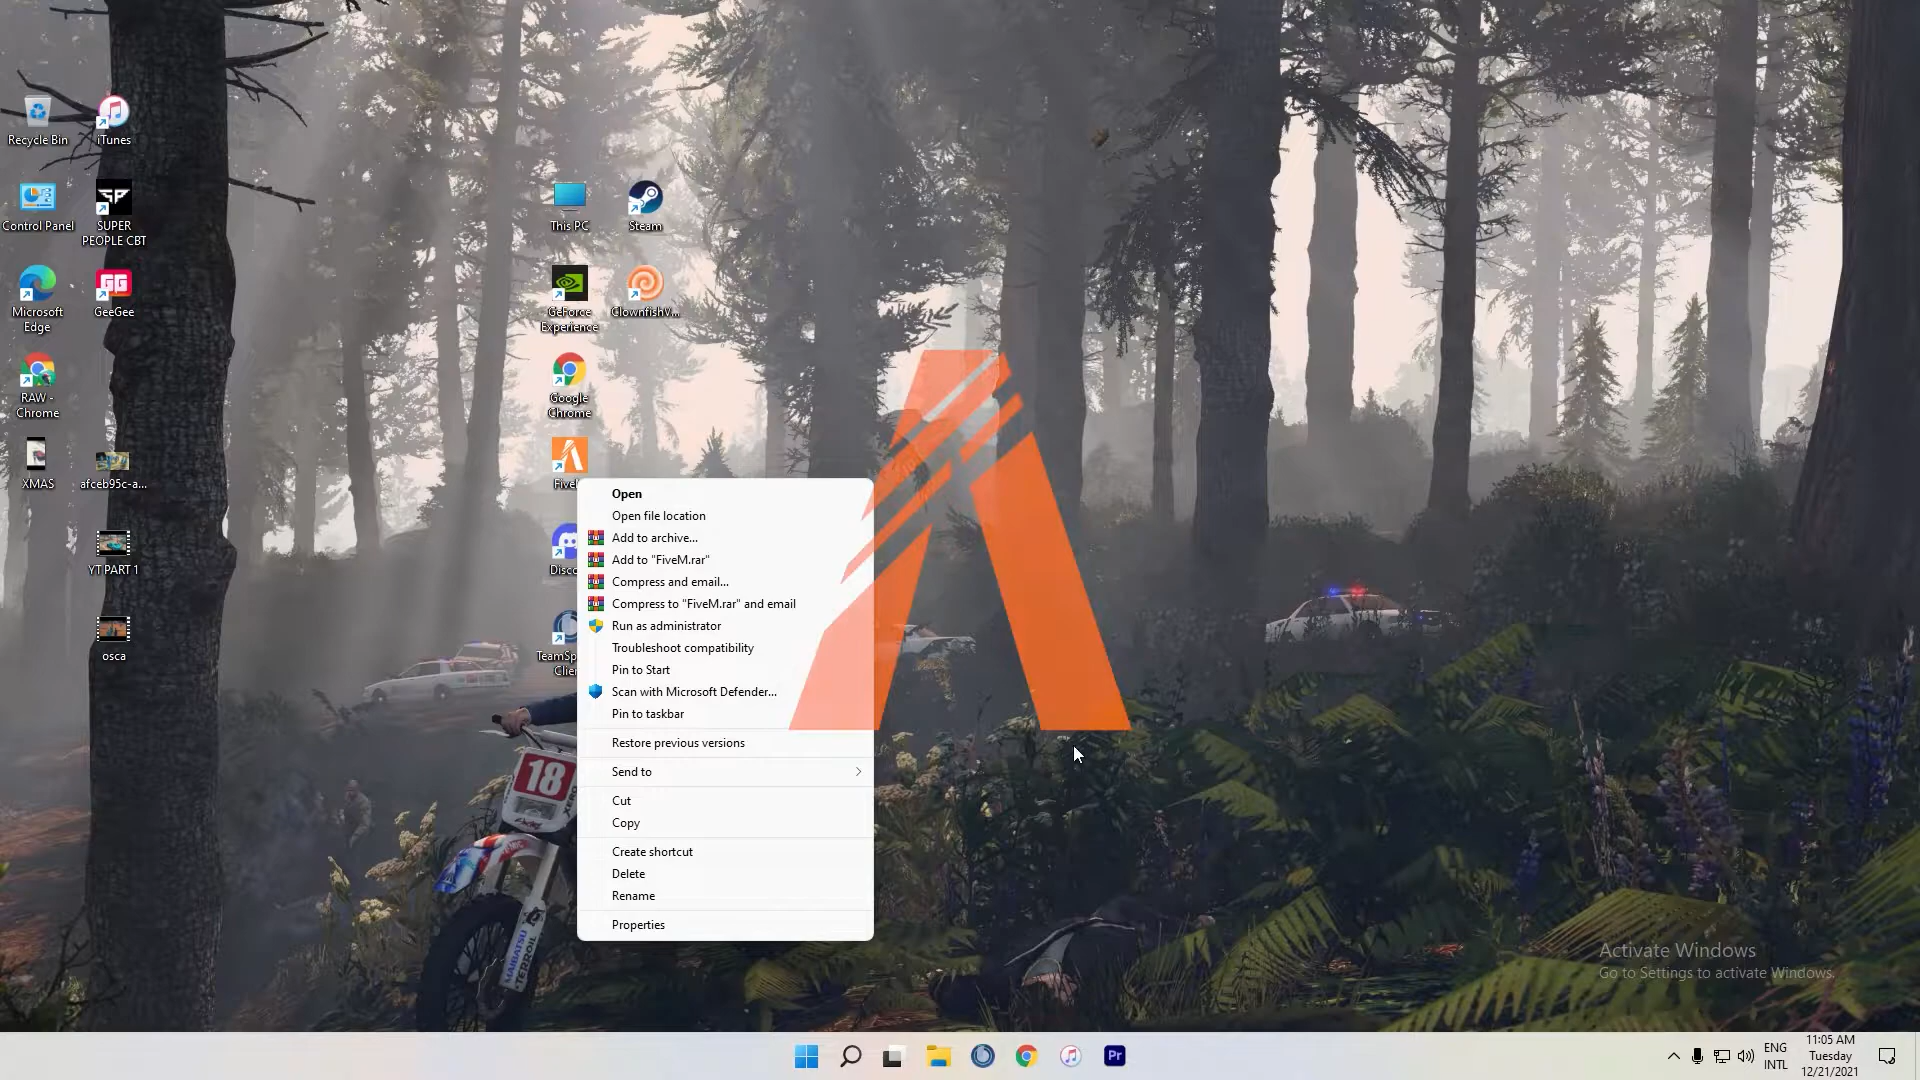 Recycle Bin
iTunes
Control Panel
SUPER
PEOPLE CBT
This PC
Steam
Microsoft
Edge
GeeGee
GeForce
Experience
ClownfishV...
RAW -
Chrome
Google
Chrome
XMAS
afceb95c-a...
YT PART 1
osca
Open
Open file location
Add to archive...
Add to "FiveM.rar"
Compress and email...
Compress to "FiveM.rar" and email
Run as administrator
Troubleshoot compatibility
Pin to Start
Scan with Microsoft Defender...
Pin to taskbar
Restore previous versions
Send to
Cut
Copy
Create shortcut
Delete
Rename
Properties
18
Activate Windows
Go to Settings to activate Windows.
Pr
ENG
INTL
11:05 AM
Tuesday
12/21/2021